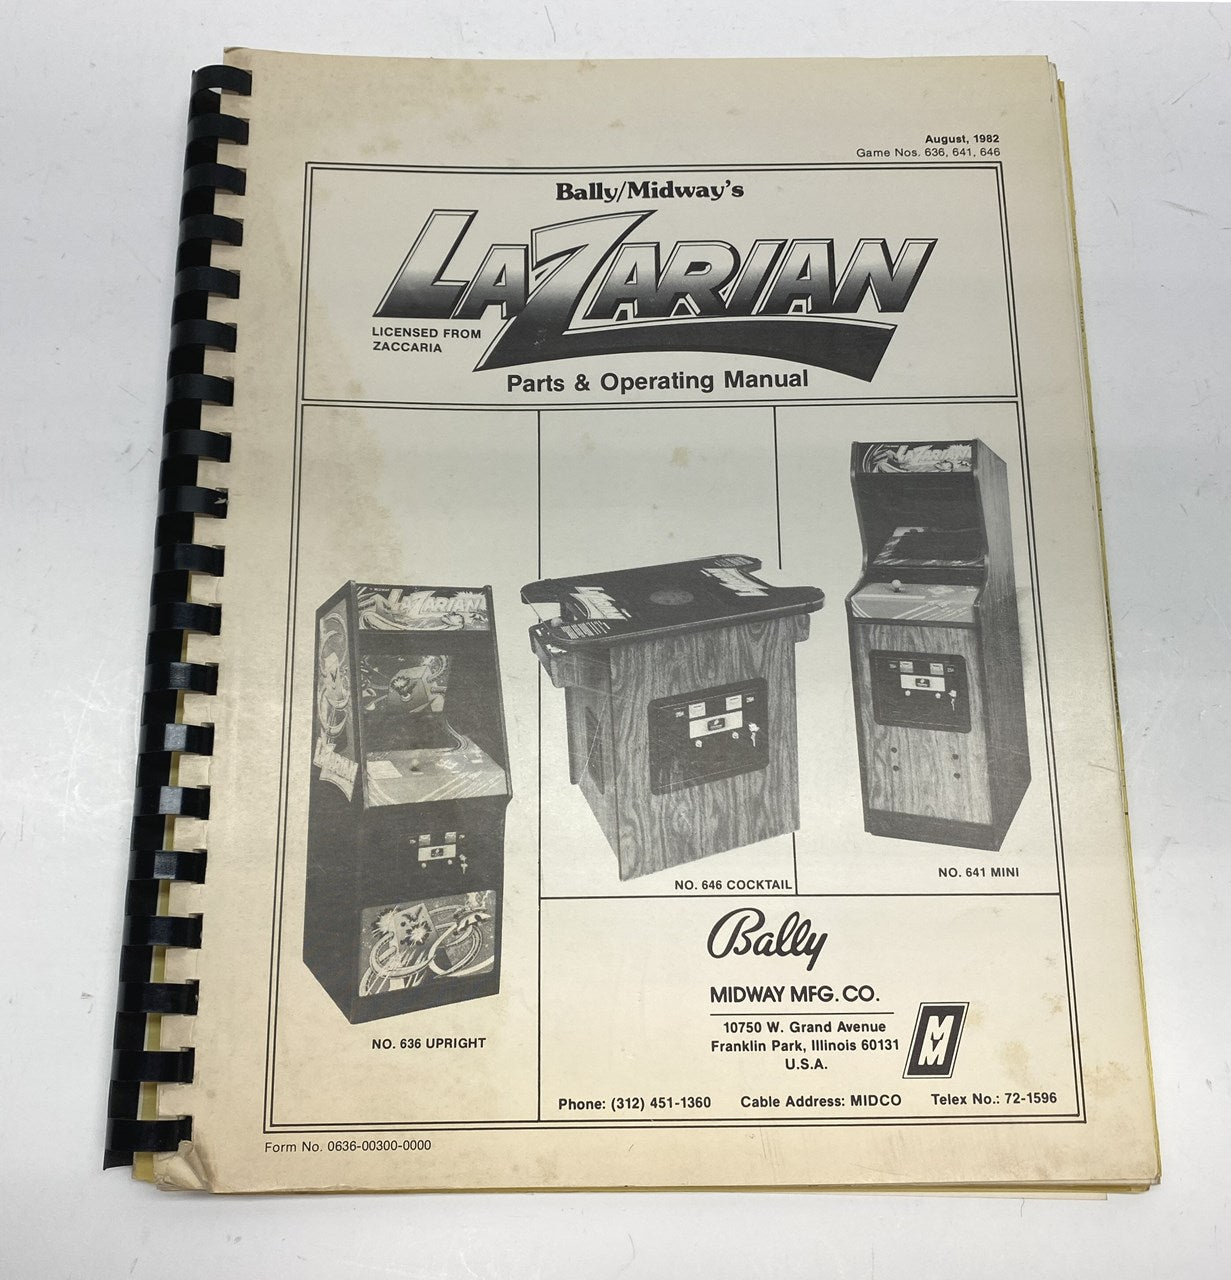 August, 1982
Game Nos. 636, 641, 646
Bally/Midway's
LAZARIAN
LICENSED FROM
ZACCARIA
Parts & Operating Manual
LAZARIAN
LAZARIAN
NO. 636 UPRIGHT
NO. 646 COCKTAIL
NO. 641 MINI
Bally
MIDWAY MFG. CO.
10750 W. Grand Avenue
Franklin Park, Illinois 60131
U.S.A.
M
M
Phone: (312) 451-1360 Cable Address: MIDCO Telex No.: 72-1596
Form No. 0636-00300-0000